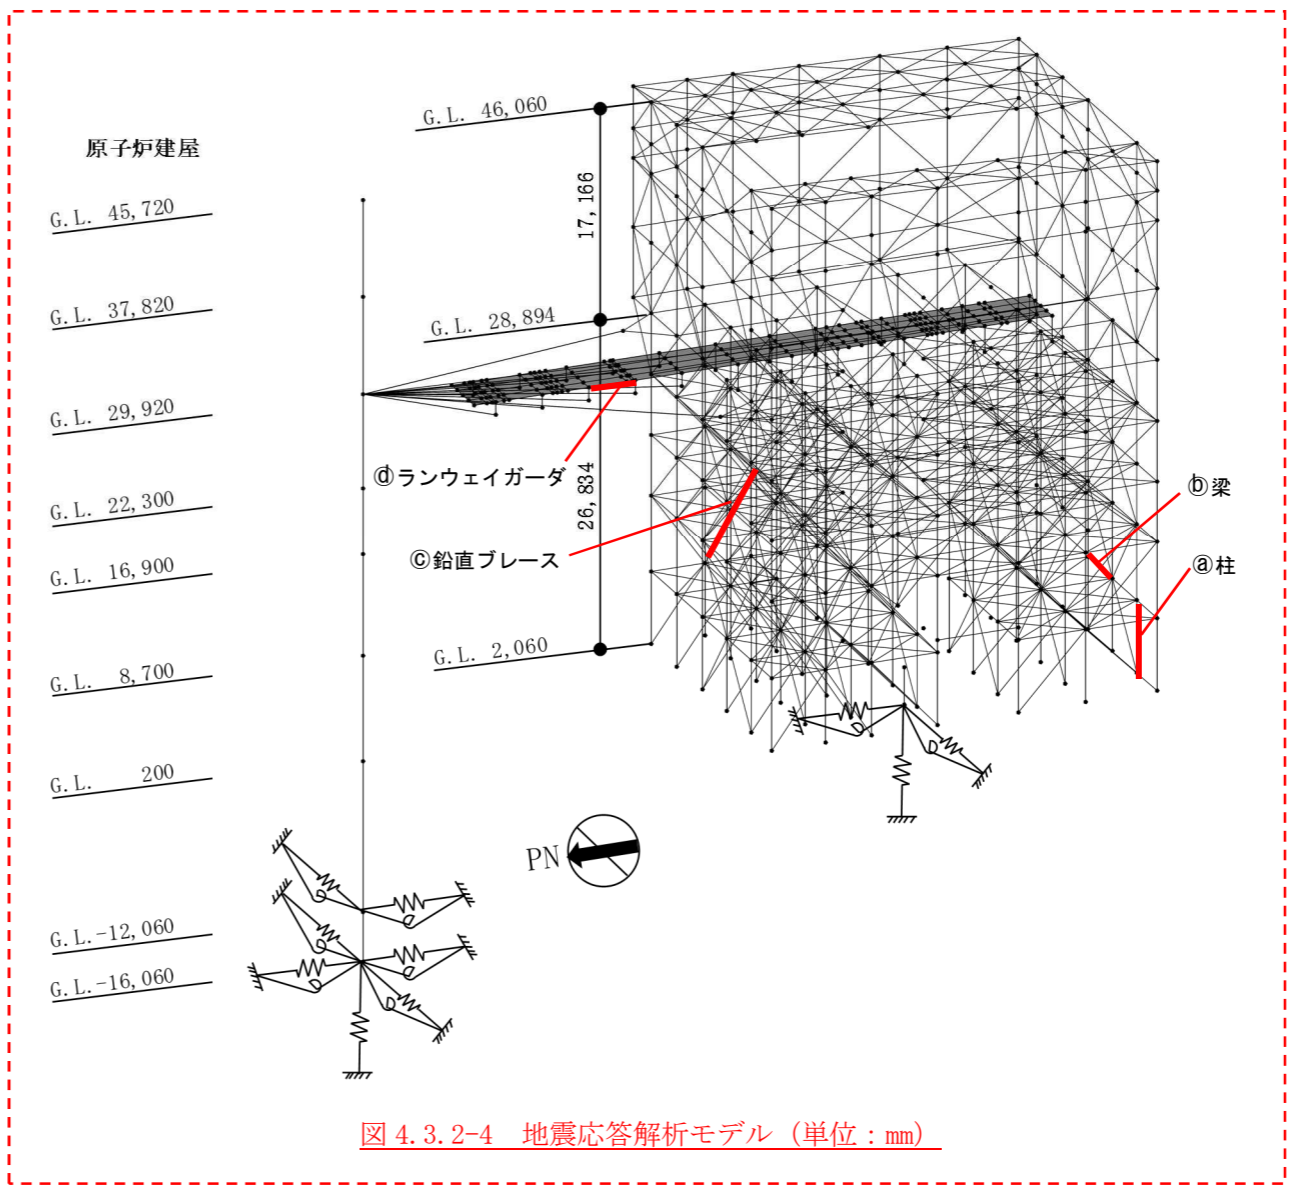 G.L. 46,060
原子炉建屋
17,166
G.L. 45,720
G.L. 37,820
G.L. 28,894
G.L. 29,920
ⓓランウェイガーダ
26,834
ⓑ梁
G.L. 22,300
ⓒ鉛直ブレース
ⓐ柱
G.L. 16,900
G.L. 2,060
G.L. 8,700
D
D
G.L. 200
PN
D
D
G.L.-12,060
D
D
G.L.-16,060
D
D
図 4.3.2-4 地震応答解析モデル（単位：mm）